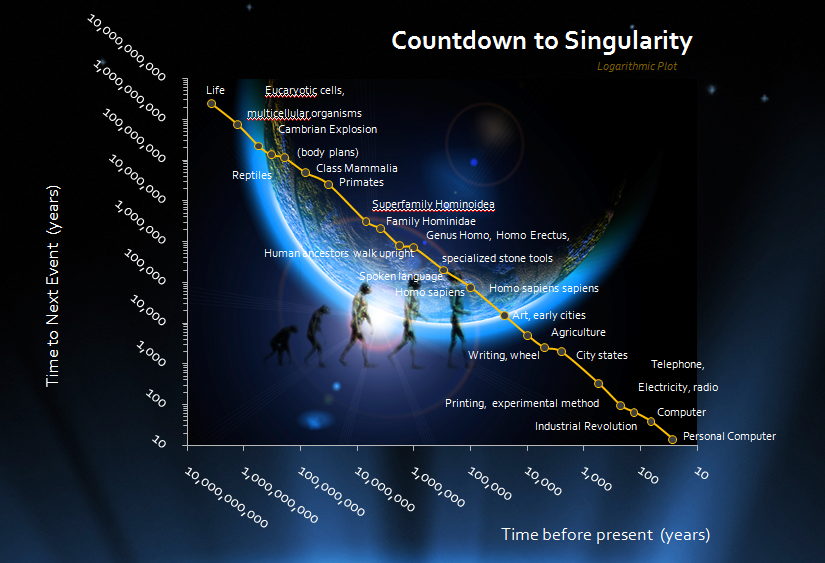 Countdown to Singularity
Logarithmic Plot
Time to Next Event (years)
10,000,000,000
1,000,000,000
100,000,000
10,000,000
1,000,000
100,000
10,000
1,000
100
10
Life
Eucaryotic cells,
multicellular organisms
Cambrian Explosion
(body plans)
Reptiles
Class Mammalia
Primates
Superfamily Hominoidea
Family Hominidae
Genus Homo, Homo Erectus,
specialized stone tools
Human ancestors walk upright
Spoken language
Homo sapiens
Homo sapiens sapiens
Art, early cities
Agriculture
Writing, wheel
City states
Telephone,
Electricity, radio
Printing, experimental method
Computer
Industrial Revolution
Personal Computer
10,000,000,000
1,000,000,000
100,000,000
10,000,000
1,000,000
100,000
10,000
1,000
100
10
Time before present (years)